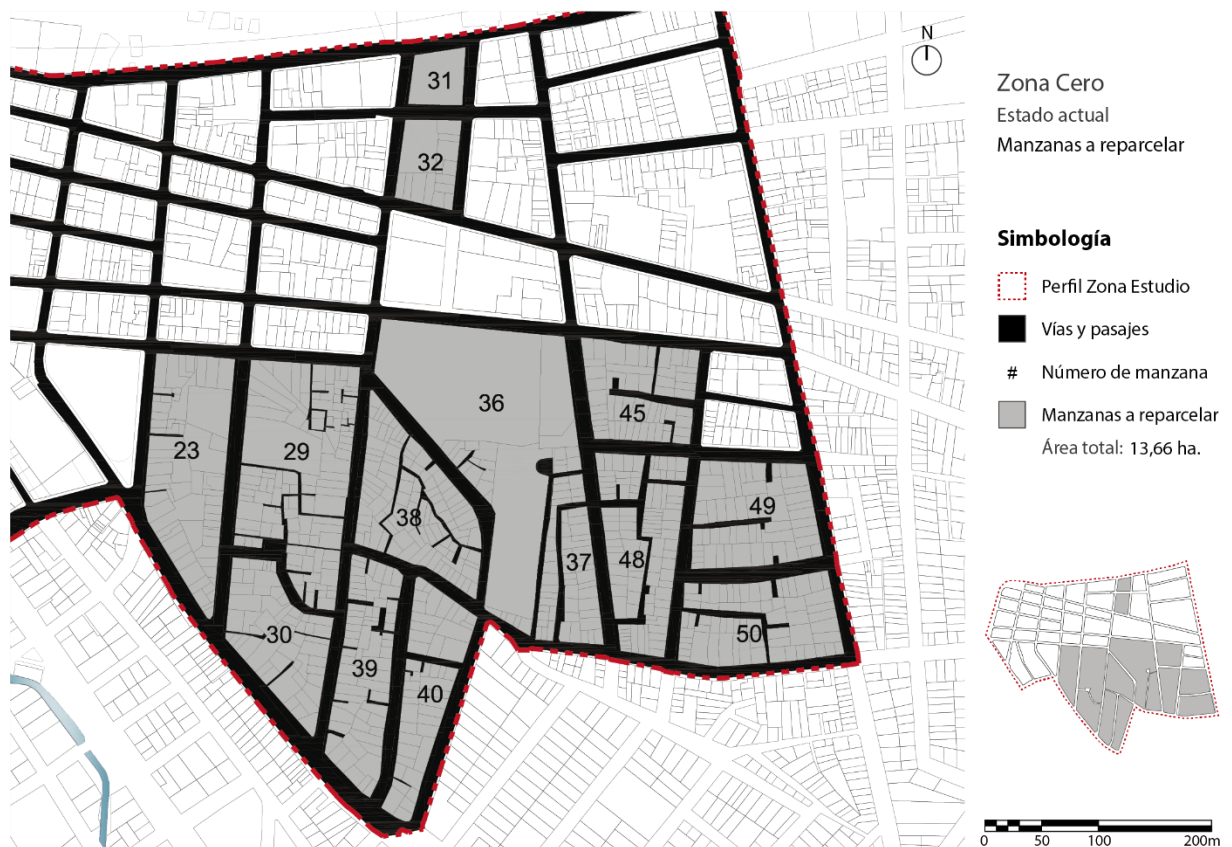 31
32
36
45
23
29
49
38
37
48
30
50
39
40
N
Zona Cero
Estado actual
Manzanas a reparcelar
Simbología
Perfil Zona Estudio
Vías y pasajes
# Número de manzana
Manzanas a reparcelar
Área total: 13,66 ha.
0 50 100 200m